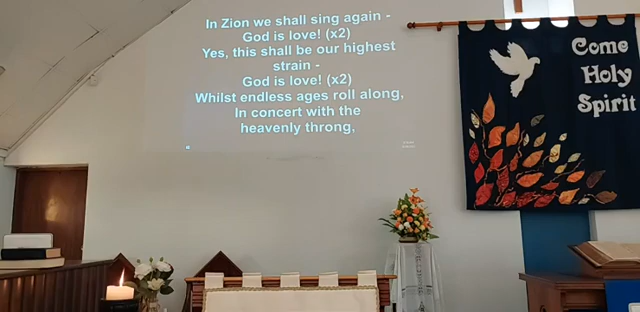 In Zion we shall sing again -
God is love! (x2)
Yes, this shall be our highest
strain -
God is love! (x2)
Whilst endless ages roll along,
In concert with the
heavenly throng,
Come
Holy
Spirit